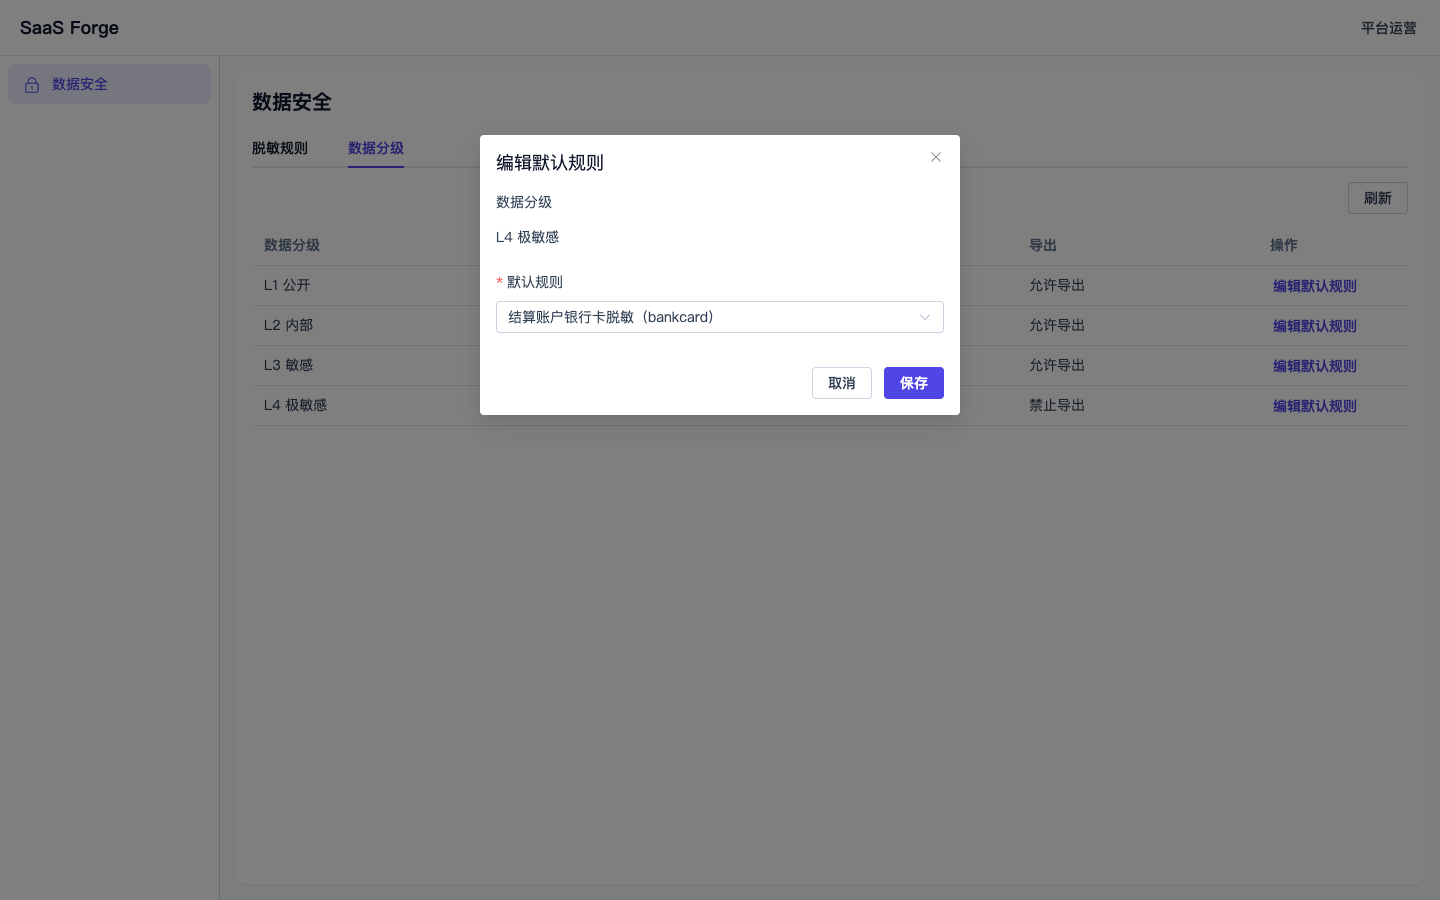 SaaS Forge
平台运营
数据安全
数据安全
脱敏规则 数据分级
刷新
数据分级 导出 操作
L1 公开 允许导出 编辑默认规则
L2 内部 允许导出 编辑默认规则
L3 敏感 允许导出 编辑默认规则
L4 极敏感 禁止导出 编辑默认规则
编辑默认规则
数据分级
L4 极敏感
* 默认规则
结算账户银行卡脱敏（bankcard）
取消 保存